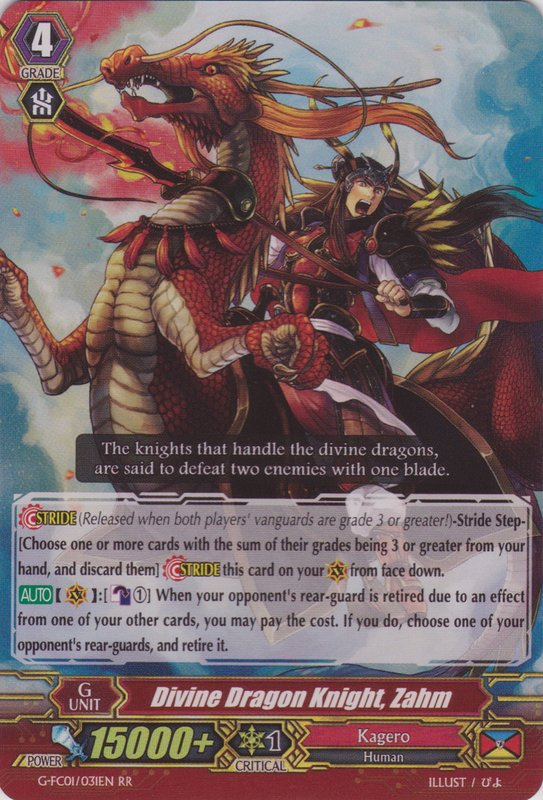 4
GRADE
The knights that handle the divine dragons,
are said to defeat two enemies with one blade.
STRIDE (Released when both players' vanguards are grade 3 or greater!)-Stride Step-
[Choose one or more cards with the sum of their grades being 3 or greater from your
hand, and discard them] STRIDE this card on your V from face down.
AUTO [ V ]:[ ① ] When your opponent's rear-guard is retired due to an effect
from one of your other cards, you may pay the cost. If you do, choose one of your
opponent's rear-guards, and retire it.
G
UNIT
Divine Dragon Knight, Zahm
POWER 15000+
1
CRITICAL
Kagero
Human
G-FC01/031EN RR
ILLUST / ぴよ